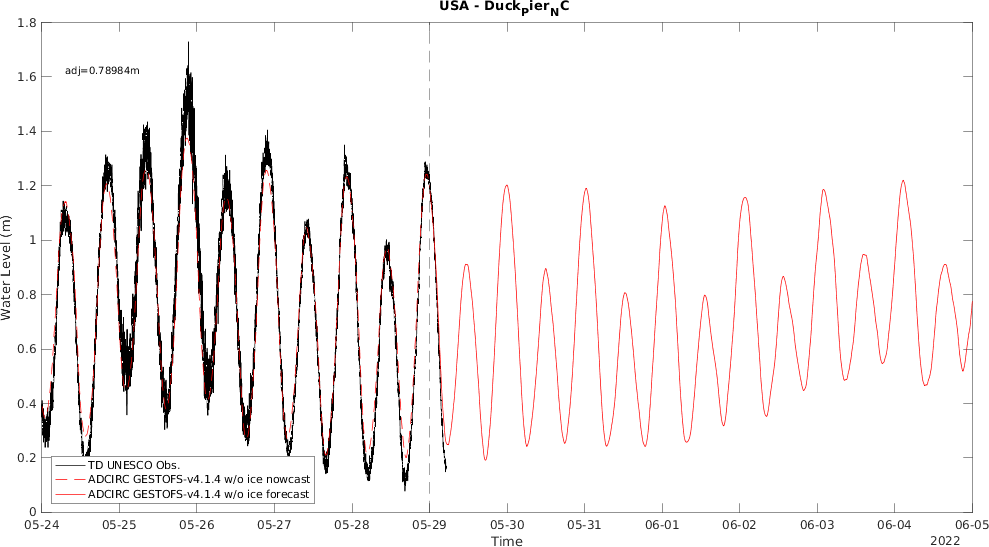 USA - DuckPierNC
1.8
1.6
1.4
1.2
1
0.8
0.6
0.4
0.2
0
Water Level (m)
adj=0.78984m
TD UNESCO Obs.
ADCIRC GESTOFS-v4.1.4 w/o ice nowcast
ADCIRC GESTOFS-v4.1.4 w/o ice forecast
05-24 05-25 05-26 05-27 05-28 05-29 05-30 05-31 06-01 06-02 06-03 06-04 06-05
Time
2022